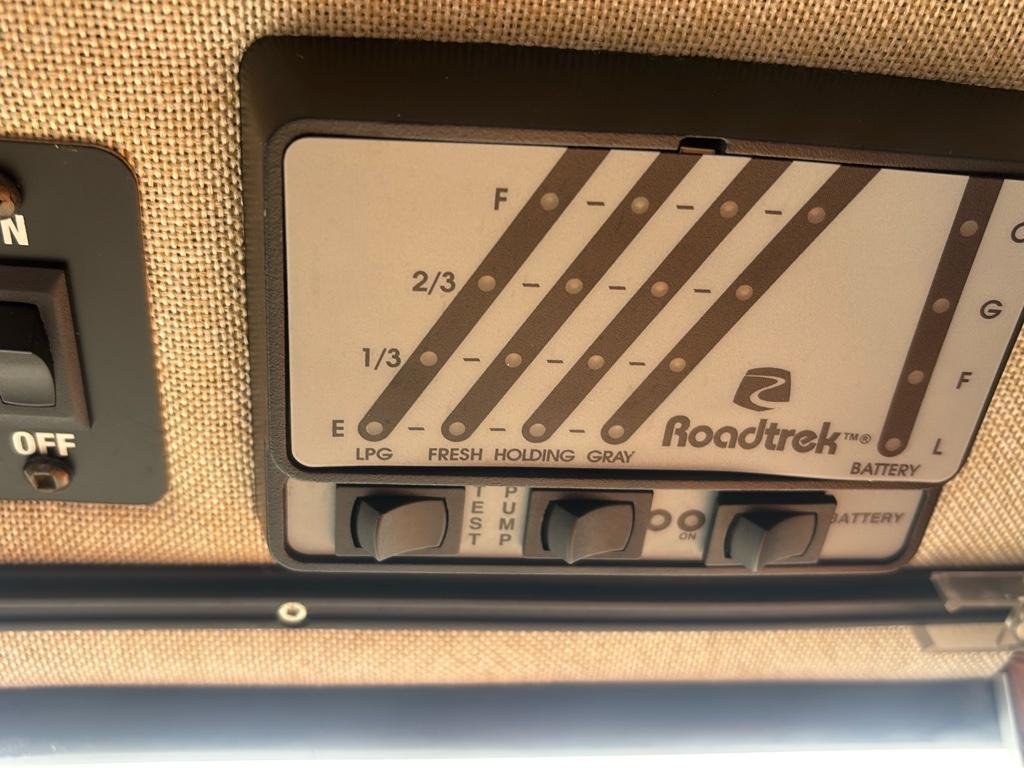 N
OFF
F
2/3
1/3
E
LPG FRESH HOLDING GRAY
Roadtrek™®
C
G
F
L
BATTERY
TEST
PUMP
ON
BATTERY